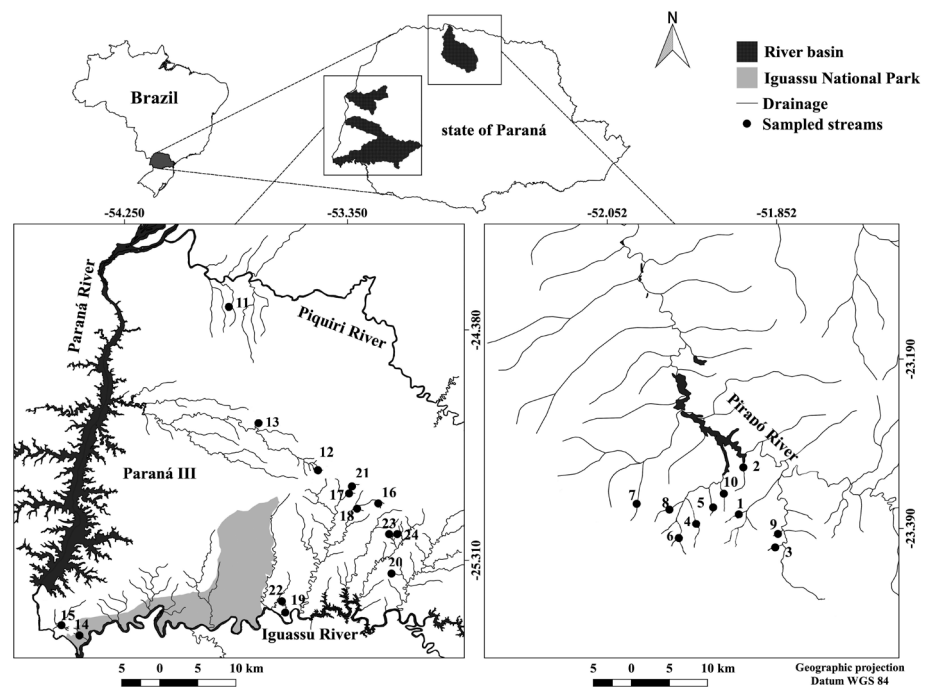 N
River basin
Iguassu National Park
Drainage
Sampled streams
Brazil
state of Paraná
-54.250
-53.350
-52.052
-51.852
Paraná River
11
Piquiri River
-24.380
13
Paraná III
12
21
17
16
18
23
24
20
-25.310
22
19
15
14
Iguassu River
-23.190
Pirapó River
2
10
7
8
5
1
4
6
9
3
-23.390
5 0 5 10 km
5 0 5 10 km
Geographic projection
Datum WGS 84